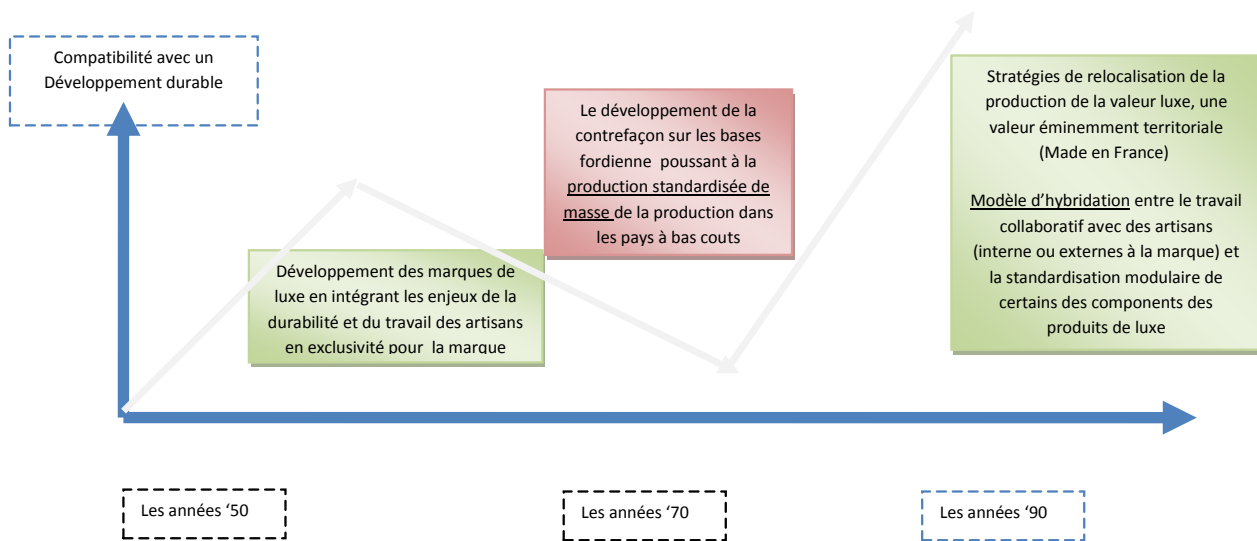 Compatibilité avec un
Développement durable
Stratégies de relocalisation de la
production de la valeur luxe, une
valeur éminemment territoriale
(Made en France)
Modèle d’hybridation entre le travail
collaboratif avec des artisans
(interne ou externes à la marque) et
la standardisation modulaire de
certains des components des
produits de luxe
Le développement de la
contrefaçon sur les bases
fordienne poussant à la
production standardisée de
masse de la production dans
les pays à bas couts
Développement des marques de
luxe en intégrant les enjeux de la
durabilité et du travail des artisans
en exclusivité pour la marque
Les années ‘50
Les années ‘70
Les années ‘90